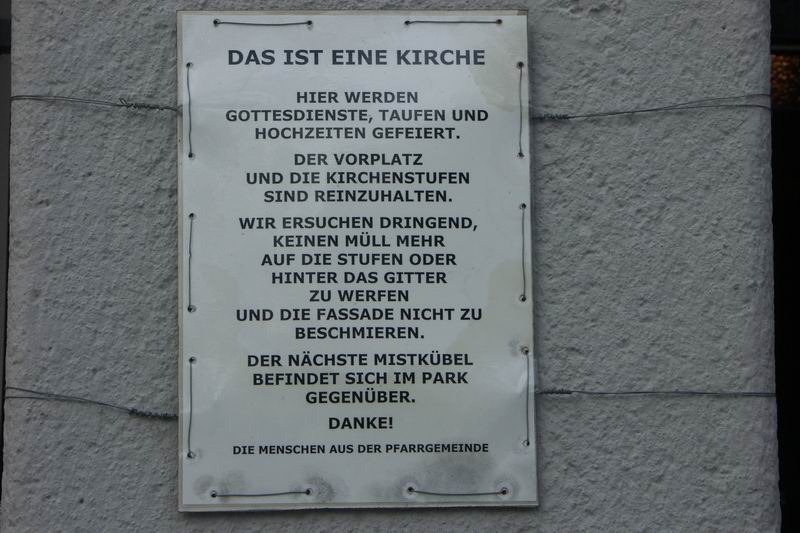 DAS IST EINE KIRCHE
HIER WERDEN
GOTTESDIENSTE, TAUFEN UND
HOCHZEITEN GEFEIERT.
DER VORPLATZ
UND DIE KIRCHENSTUFEN
SIND REINZUHALTEN.
WIR ERSUCHEN DRINGEND,
KEINEN MÜLL MEHR
AUF DIE STUFEN ODER
HINTER DAS GITTER
ZU WERFEN
UND DIE FASSADE NICHT ZU
BESCHMIEREN.
DER NÄCHSTE MISTKÜBEL
BEFINDET SICH IM PARK
GEGENÜBER.
DANKE!
DIE MENSCHEN AUS DER PFARRGEMEINDE